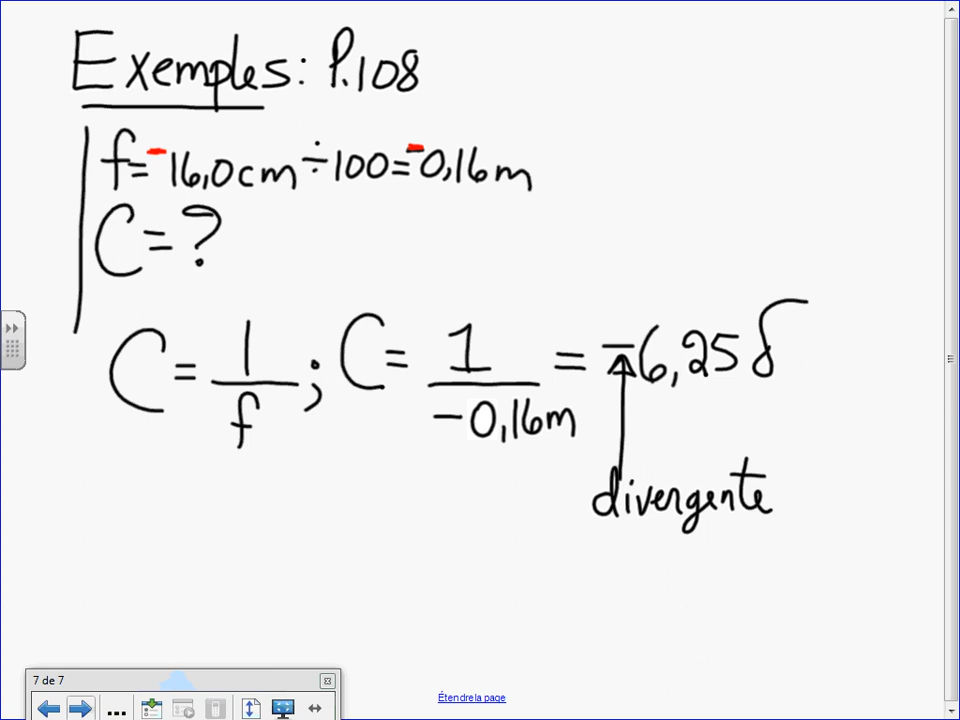 Exemples: P.108
f = -16,0cm ÷ 100 = -0,16m
C = ?
C = 1/f ; C = 1/-0,16m = -6,25 δ
divergente
7 de 7
Étendre la page